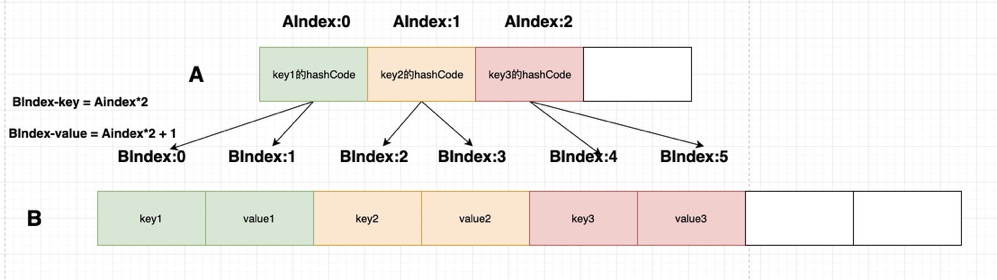 AIndex:0 AIndex:1 AIndex:2
A
key1的hashCode key2的hashCode key3的hashCode
BIndex-key = Aindex*2
BIndex-value = Aindex*2 + 1
BIndex:0 BIndex:1 BIndex:2 BIndex:3 BIndex:4 BIndex:5
B
key1 value1 key2 value2 key3 value3